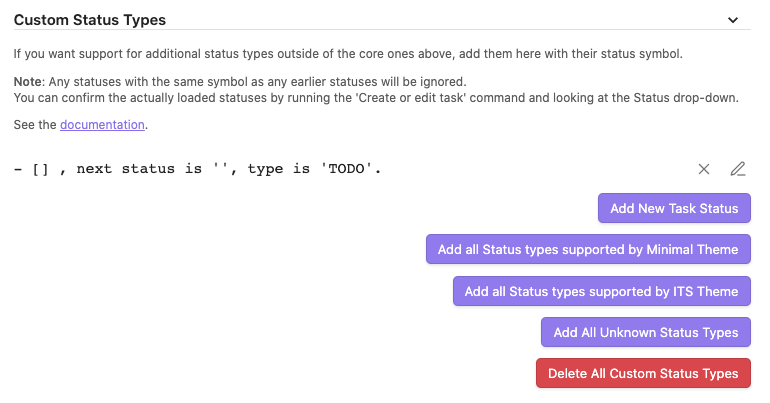 Custom Status Types
If you want support for additional status types outside of the core ones above, add them here with their status symbol.
Note: Any statuses with the same symbol as any earlier statuses will be ignored.
You can confirm the actually loaded statuses by running the 'Create or edit task' command and looking at the Status drop-down.
See the documentation.
- [] , next status is '', type is 'TODO'.
Add New Task Status
Add all Status types supported by Minimal Theme
Add all Status types supported by ITS Theme
Add All Unknown Status Types
Delete All Custom Status Types